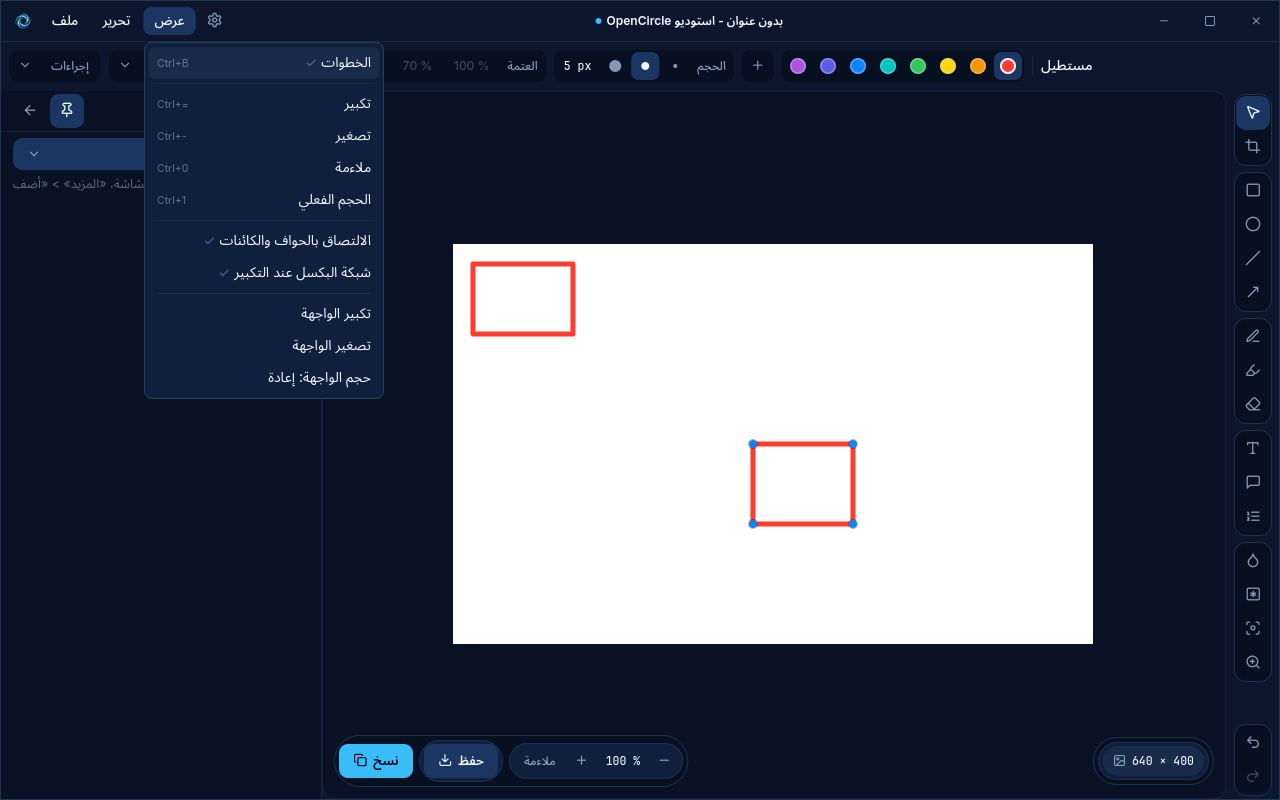 بدون عنوان - استوديو OpenCircle
ملف
تحرير
عرض
مستطيل
الحجم
5 px
العتمة
100 %
70 %
إجراءات
الخطوات
Ctrl+B
تكبير
Ctrl+=
تصغير
Ctrl+-
ملاءمة
Ctrl+0
الحجم الفعلي
Ctrl+1
الالتصاق بالحواف والكائنات
شبكة البكسل عند التكبير
تكبير الواجهة
تصغير الواجهة
حجم الواجهة: إعادة
«المزيد» > «أضف
640 × 400
100 %
ملاءمة
حفظ
نسخ